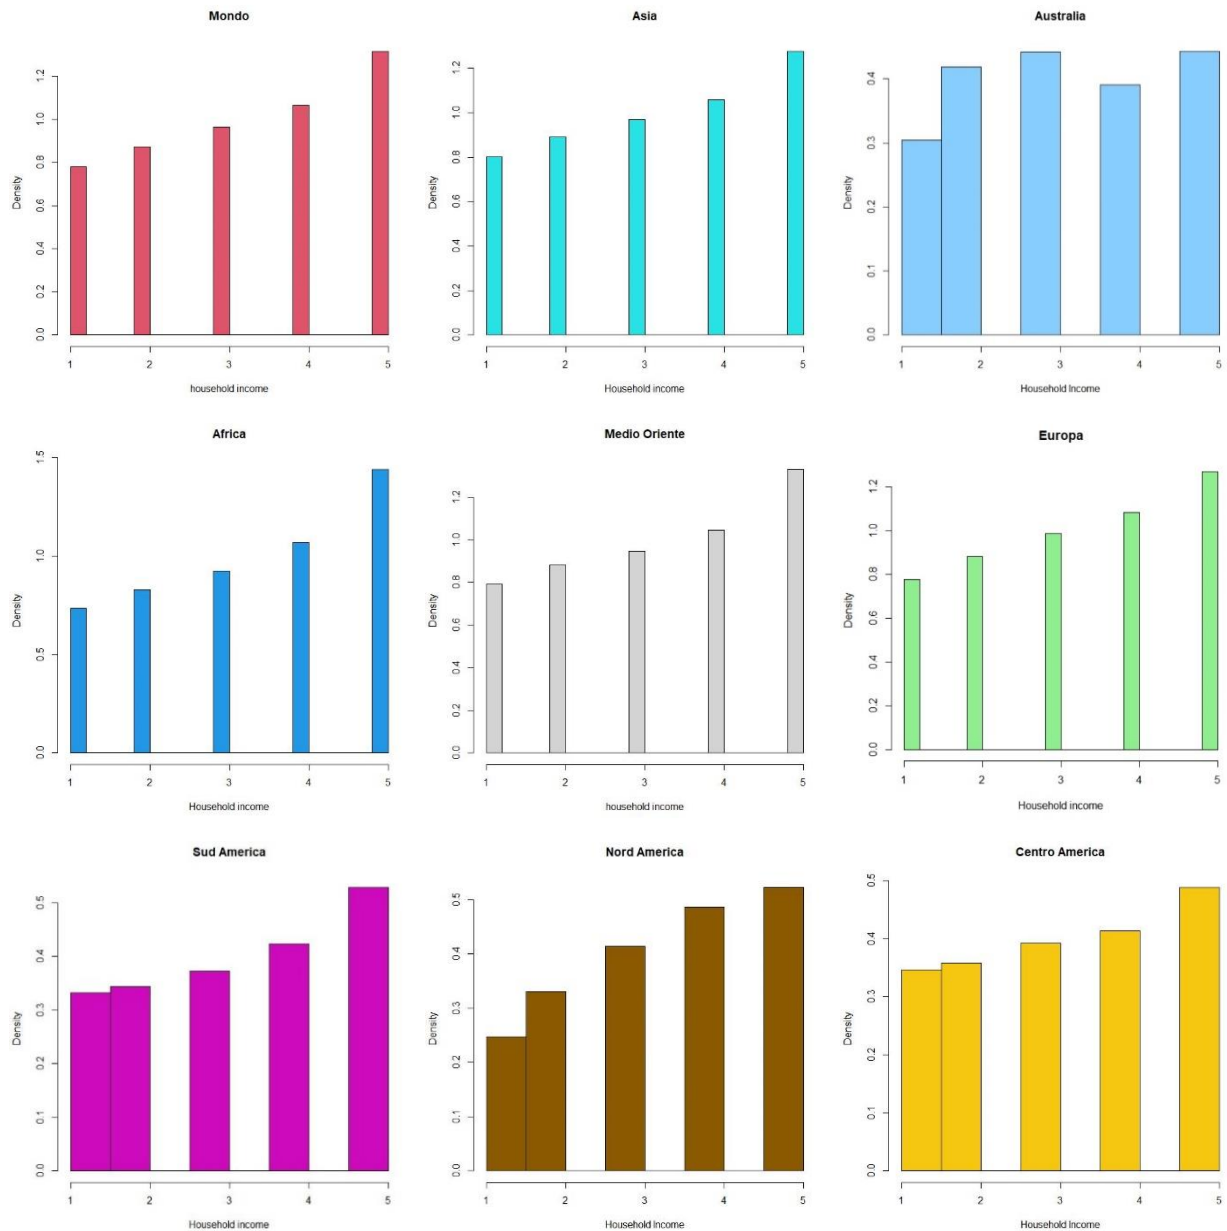 Mondo
Density
0.0 0.2 0.4 0.6 0.8 1.0 1.2
1 2 3 4 5
household income
Asia
Density
0.0 0.2 0.4 0.6 0.8 1.0 1.2
1 2 3 4 5
Household income
Australia
Density
0.0 0.1 0.2 0.3 0.4
1 2 3 4 5
Household Income
Africa
Density
0.0 0.5 1.0 1.5
1 2 3 4 5
Household income
Medio Oriente
Density
0.0 0.2 0.4 0.6 0.8 1.0 1.2
1 2 3 4 5
household income
Europa
Density
0.0 0.2 0.4 0.6 0.8 1.0 1.2
1 2 3 4 5
Household income
Sud America
Density
0.0 0.1 0.2 0.3 0.4 0.5
1 2 3 4 5
Household income
Nord America
Density
0.0 0.1 0.2 0.3 0.4 0.5
1 2 3 4 5
Household Income
Centro America
Density
0.0 0.1 0.2 0.3 0.4 0.5
1 2 3 4 5
Household Income